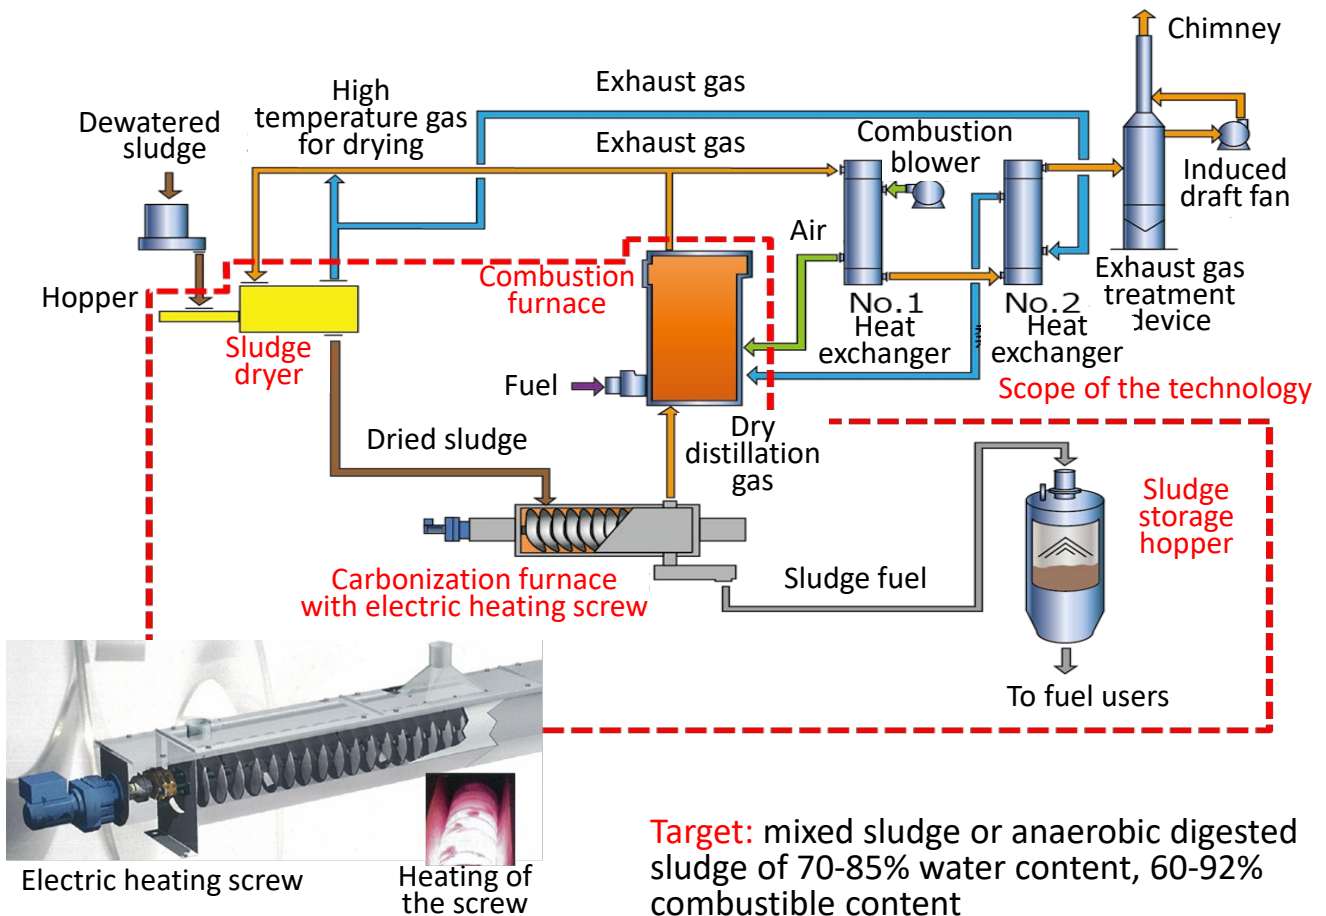 Chimney
Exhaust gas
High
temperature gas
for drying
Dewatered
sludge
Exhaust gas
Combustion
blower
Induced
draft fan
Air
Hopper
Combustion
furnace
Exhaust gas
treatment
device
No.1
Heat
exchanger
No.2
Heat
exchanger
Sludge
dryer
Fuel
Scope of the technology
Dried sludge
Dry
distillation
gas
Sludge
storage
hopper
Carbonization furnace
with electric heating screw
Sludge fuel
To fuel users
Electric heating screw
Heating of
the screw
Target: mixed sludge or anaerobic digested
sludge of 70-85% water content, 60-92%
combustible content